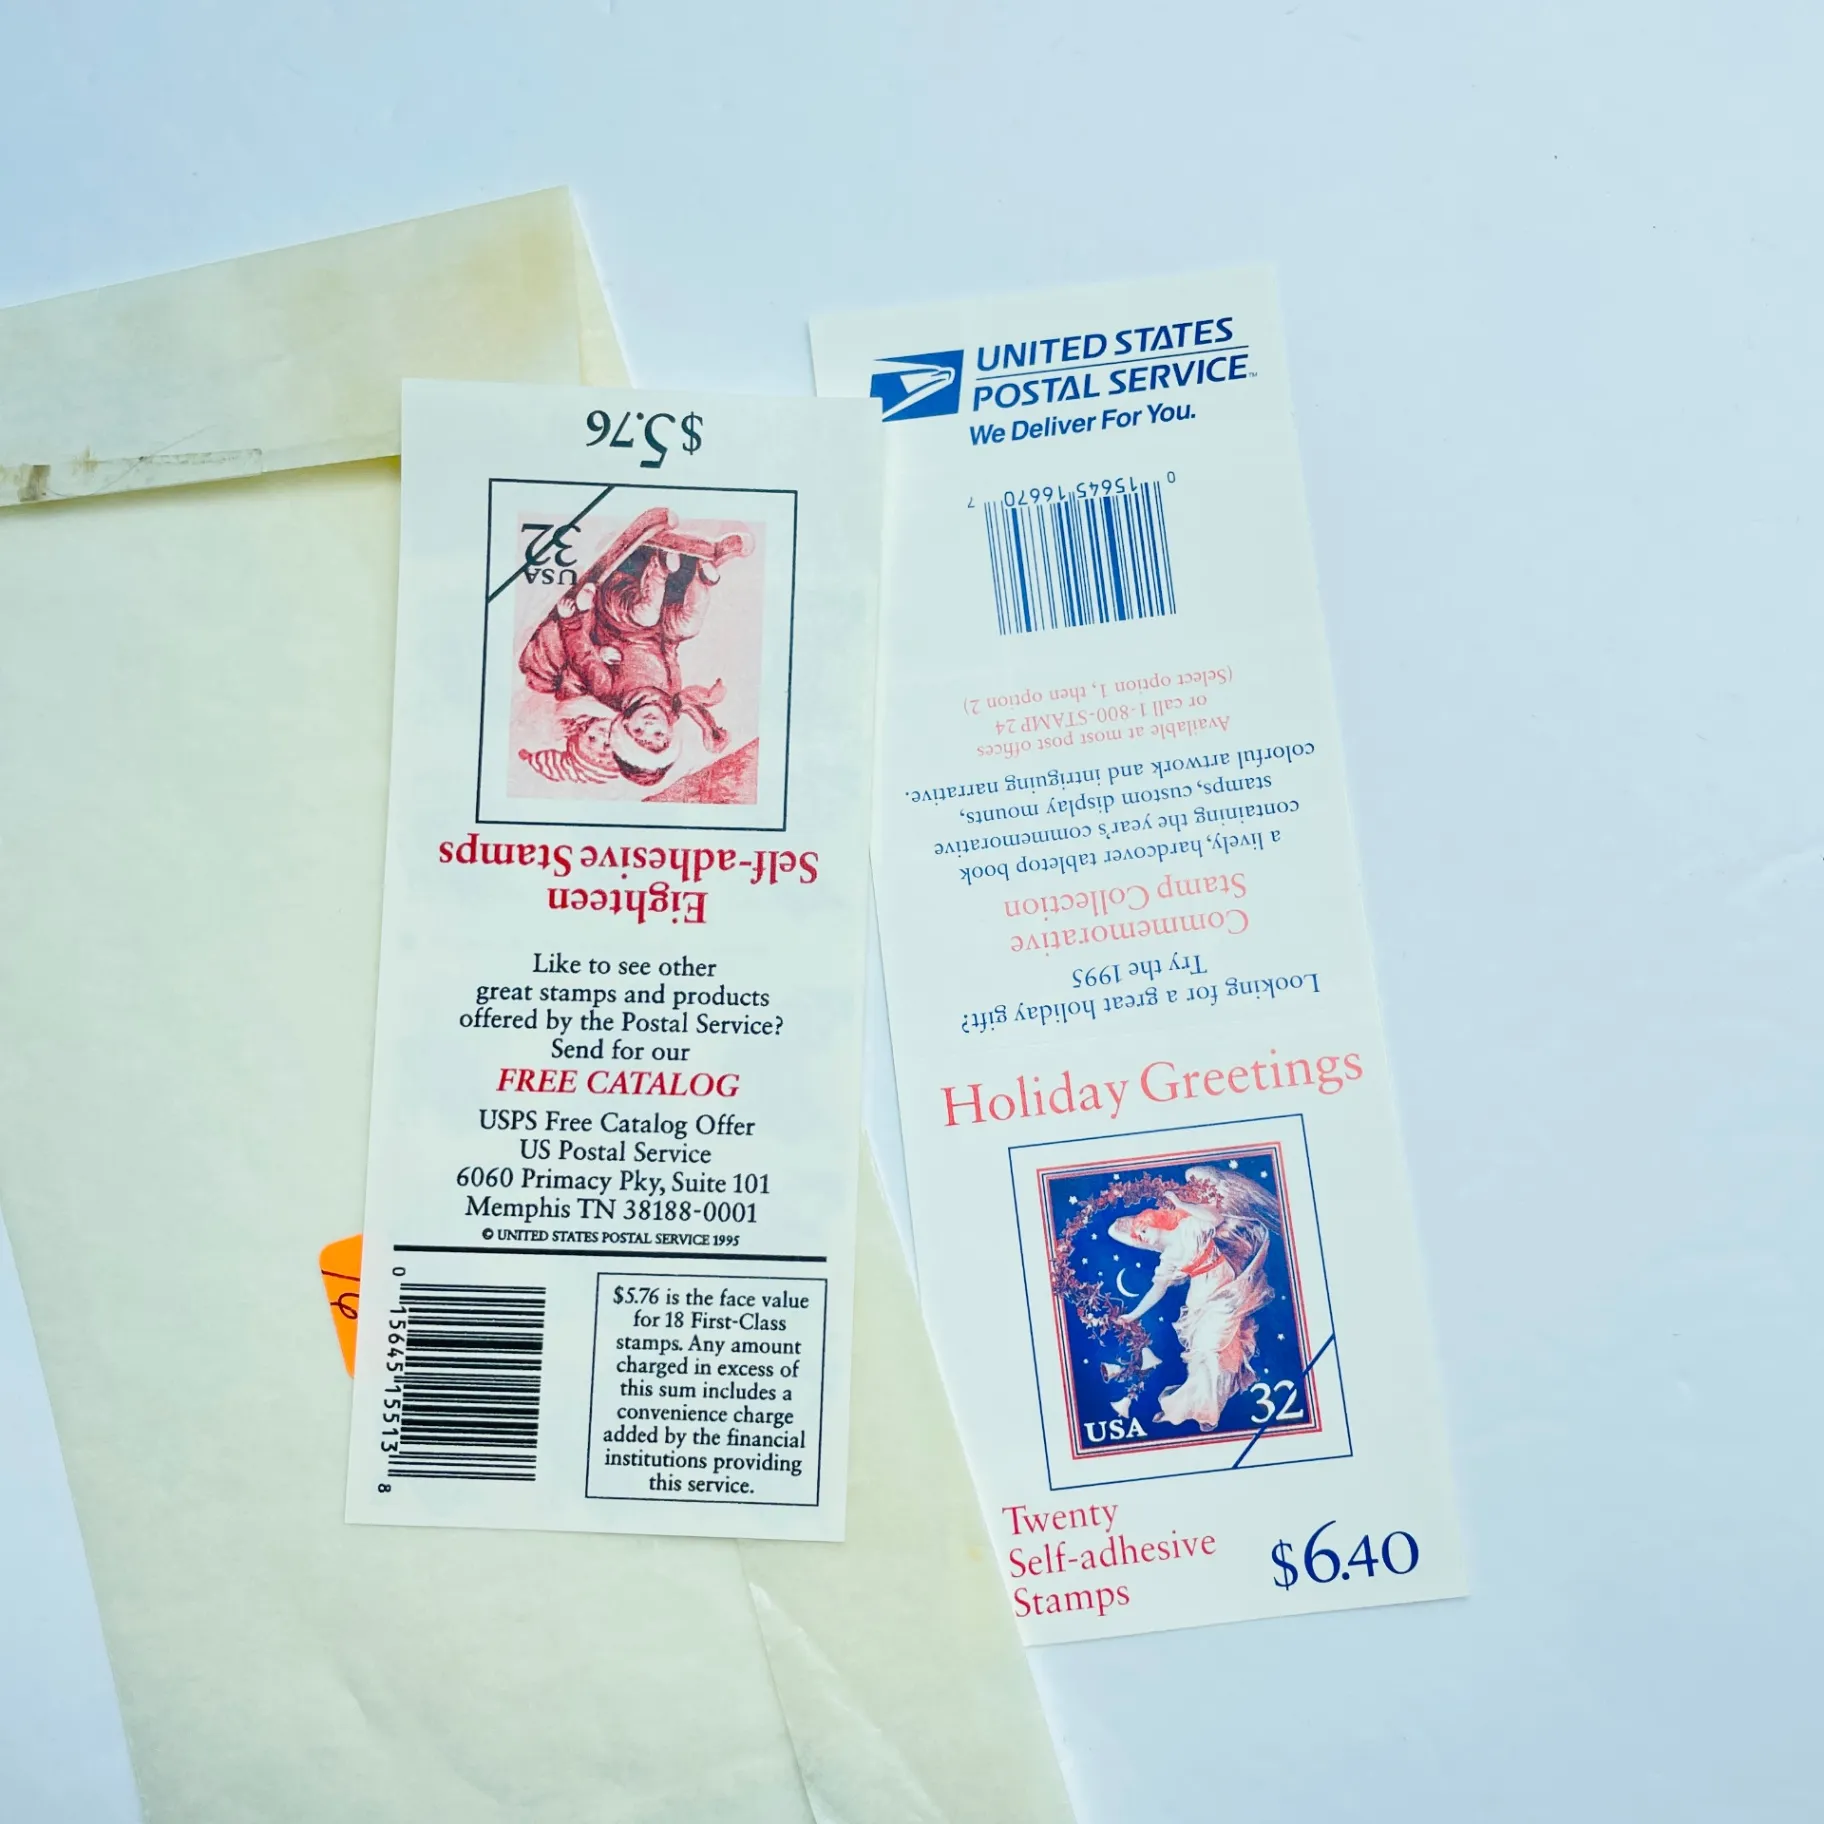 $5.76
USA
32
Eighteen
Self-adhesive Stamps
Like to see other
great stamps and products
offered by the Postal Service?
Send for our
FREE CATALOG
USPS Free Catalog Offer
US Postal Service
6060 Primacy Pky, Suite 101
Memphis TN 38188-0001
© UNITED STATES POSTAL SERVICE 1995
0 15645 15513 8
$5.76 is the face value
for 18 First-Class
stamps. Any amount
charged in excess of
this sum includes a
convenience charge
added by the financial
institutions providing
this service.
UNITED STATES
POSTAL SERVICE™
We Deliver For You.
0 15645 16670 7
Looking for a great holiday gift?
Try the 1995
Commemorative
Stamp Collection
a lively, hardcover tabletop book
containing the year's commemorative
stamps, custom display mounts,
colorful artwork and intriguing narrative.
Available at most post offices
or call 1-800-STAMP 24
(Select option 1, then option 2)
Holiday Greetings
USA 32
Twenty
Self-adhesive
Stamps
$6.40